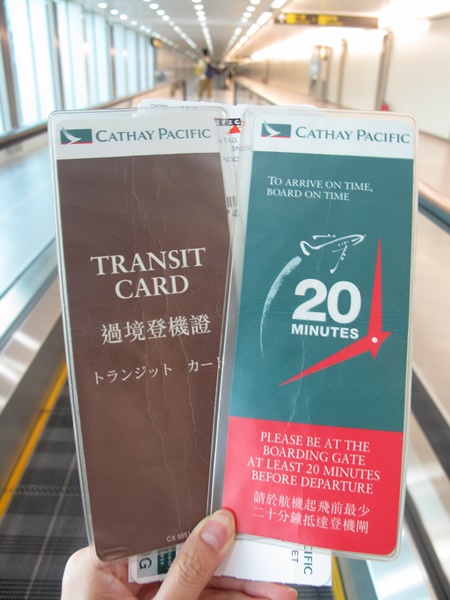 CATHAY PACIFIC
TRANSIT
CARD
過境登機證
トランジット カード
CATHAY PACIFIC
TO ARRIVE ON TIME,
BOARD ON TIME
20
MINUTES
PLEASE BE AT THE
BOARDING GATE
AT LEAST 20 MINUTES
BEFORE DEPARTURE
請於航機起飛前最少
二十分鐘抵達登機閘